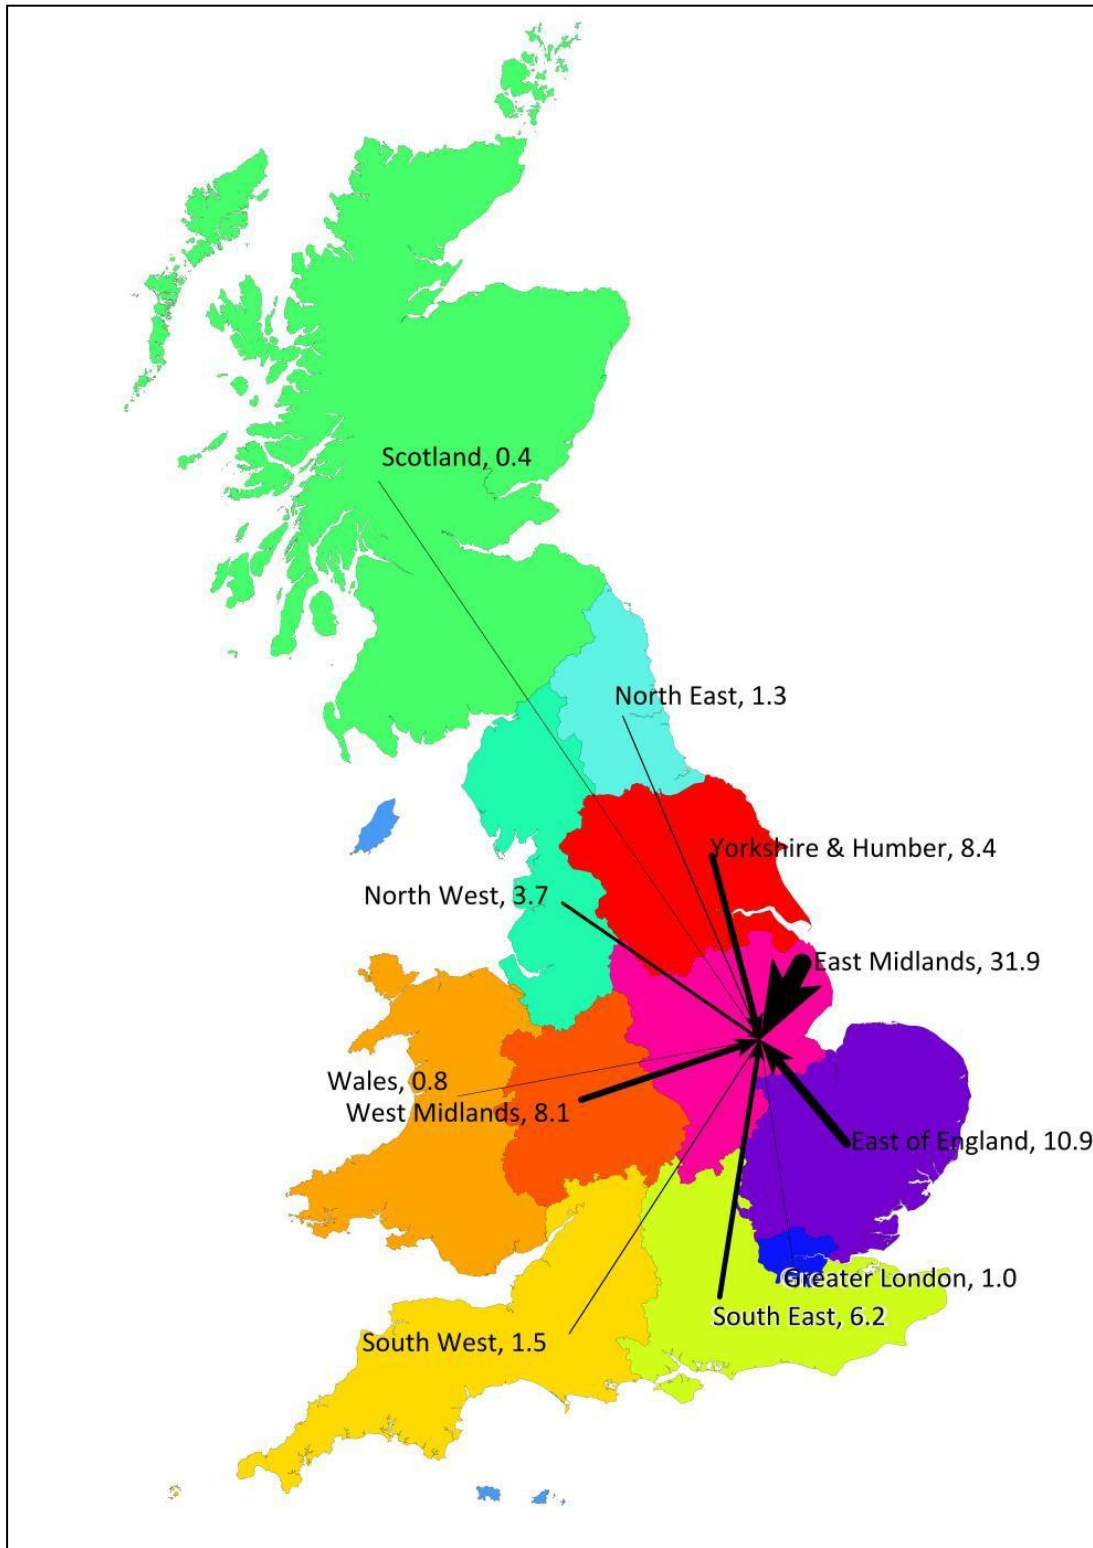 Scotland, 0.4
North East, 1.3
Yorkshire & Humber, 8.4
North West, 3.7
East Midlands, 31.9
Wales, 0.8
West Midlands, 8.1
East of England, 10.9
Greater London, 1.0
South East, 6.2
South West, 1.5